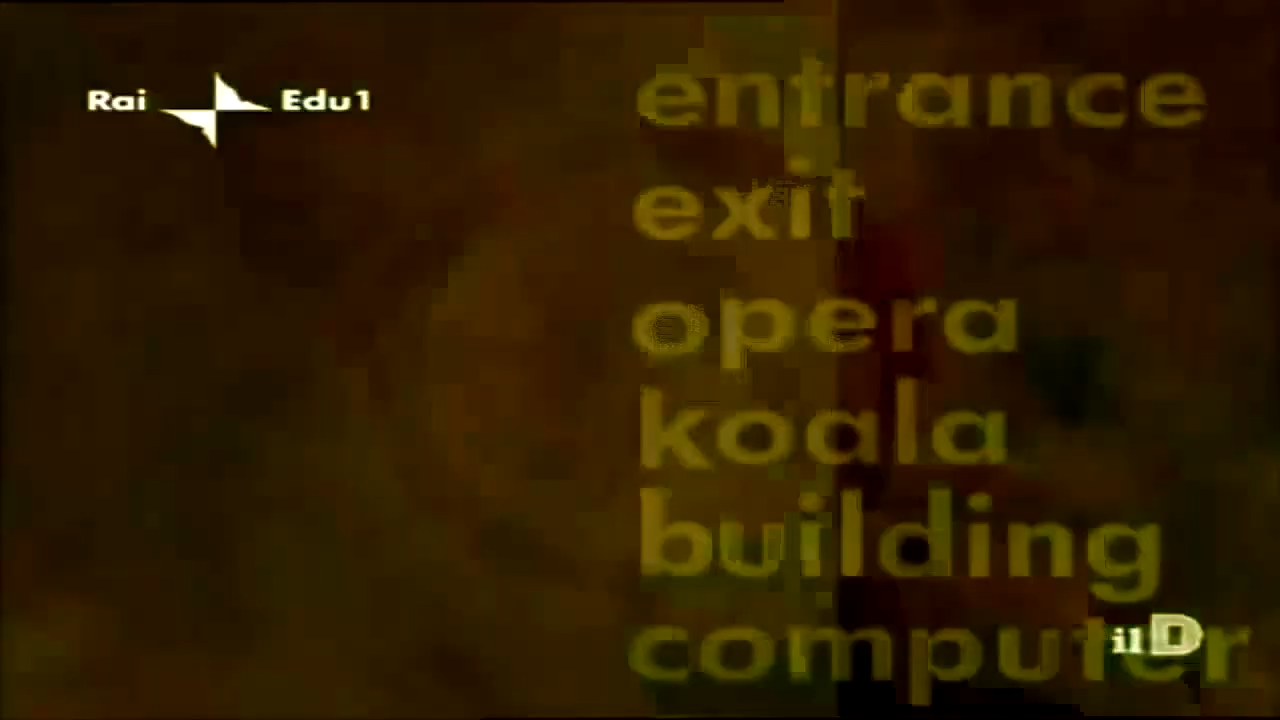 Rai Edu1
entrance
exit
opera
koala
building
computer
ilD